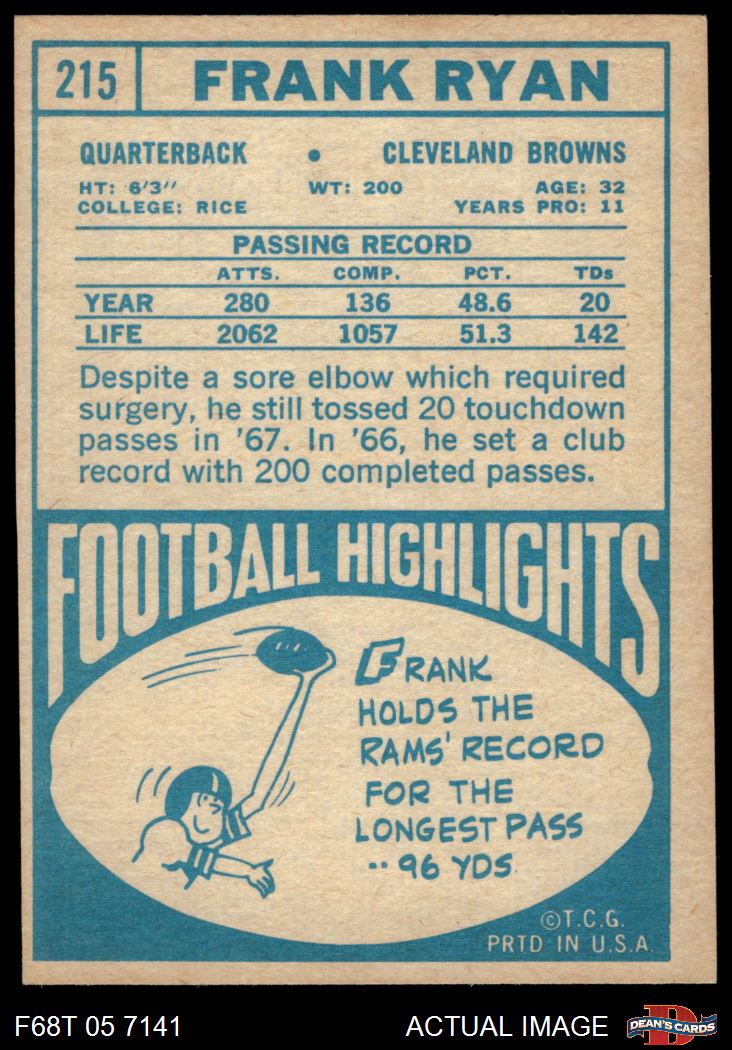 215 FRANK RYAN
QUARTERBACK • CLEVELAND BROWNS
HT: 6'3" WT: 200 AGE: 32
COLLEGE: RICE YEARS PRO: 11
PASSING RECORD
ATTS. COMP. PCT. TDs
YEAR 280 136 48.6 20
LIFE 2062 1057 51.3 142
Despite a sore elbow which required
surgery, he still tossed 20 touchdown
passes in '67. In '66, he set a club
record with 200 completed passes.
FOOTBALL HIGHLIGHTS
FRANK
HOLDS THE
RAMS' RECORD
FOR THE
LONGEST PASS
·· 96 YDS.
©T.C.G.
PRTD IN U.S.A.
F68T 05 7141 ACTUAL IMAGE D DEAN'S CARDS